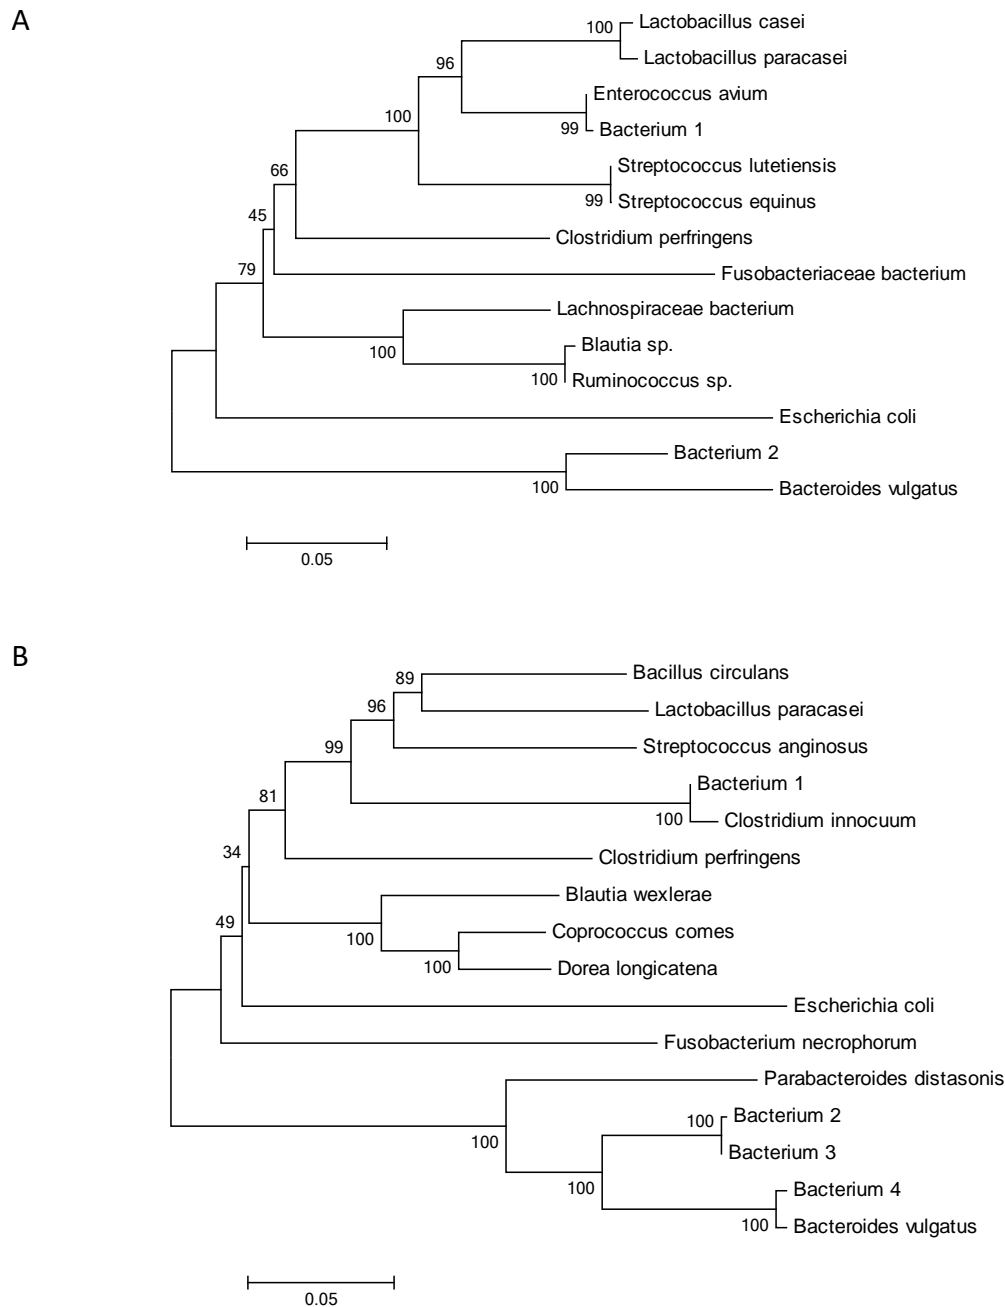 A
Lactobacillus casei
100
Lactobacillus paracasei
96
Enterococcus avium
100
99
Bacterium 1
Streptococcus lutetiensis
66
99
Streptococcus equinus
45
Clostridium perfringens
79
Fusobacteriaceae bacterium
Lachnospiraceae bacterium
100
Blautia sp.
100
Ruminococcus sp.
Escherichia coli
Bacterium 2
100
Bacteroides vulgatus
0.05
B
89
Bacillus circulans
96
Lactobacillus paracasei
99
Streptococcus anginosus
Bacterium 1
81
100
Clostridium innocuum
34
Clostridium perfringens
Blautia wexlerae
49
100
Coprococcus comes
100
Dorea longicatena
Escherichia coli
Fusobacterium necrophorum
Parabacteroides distasonis
100
100
Bacterium 2
Bacterium 3
100
Bacterium 4
100
Bacteroides vulgatus
0.05